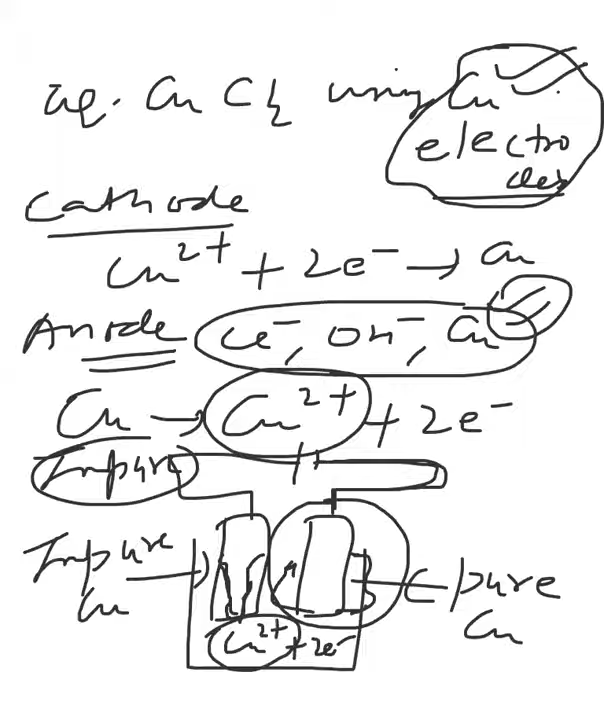 aq. CuCl2 using Cu
electrodes
Cathode
Cu²⁺ + 2e⁻ → Cu
Anode Cl⁻, OH⁻, Cu
Cu → Cu²⁺ + 2e⁻
Impure
Impure
Cu
pure
Cu
Cu²⁺ + 2e⁻